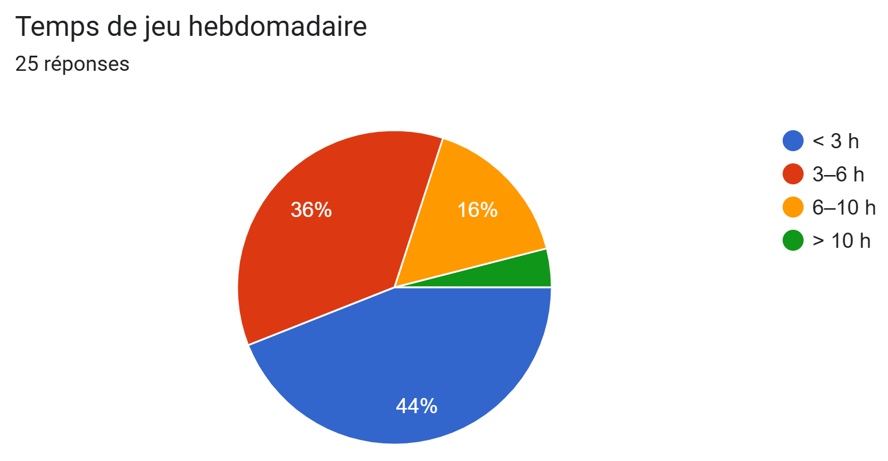 Temps de jeu hebdomadaire
25 réponses
< 3 h
3–6 h
6–10 h
> 10 h
36%
16%
44%